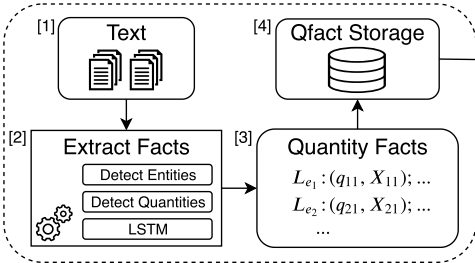 [1] Text
[2] Extract Facts
Detect Entities
Detect Quantities
LSTM
[3] Quantity Facts
L_{e_1}: (q_{11}, X_{11}); ...
L_{e_2}: (q_{21}, X_{21}); ...
...
[4] Qfact Storage